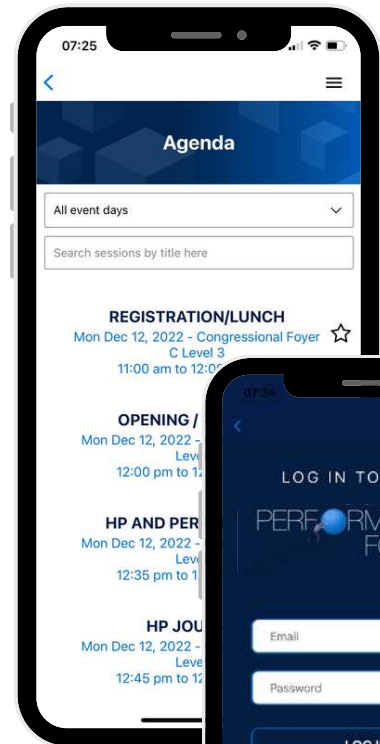 07:25
Agenda
All event days
Search sessions by title here
REGISTRATION/LUNCH
Mon Dec 12, 2022 - Congressional Foyer
C Level 3
11:00 am to 12:0
OPENING /
Mon Dec 12, 2022 -
Leve
12:00 pm to 12
HP AND PER
Mon Dec 12, 2022 -
Leve
12:35 pm to 1
HP JOU
Mon Dec 12, 2022 -
Leve
12:45 pm to 12
07:34
LOG IN TO
PERF RM
FO
Email
Password